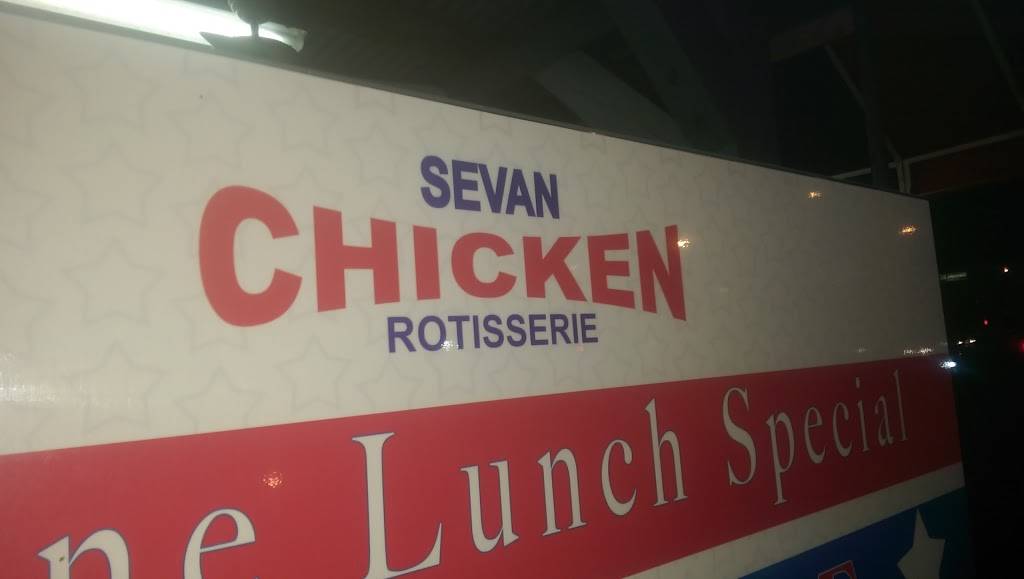 SEVAN
CHICKEN
ROTISSERIE
Lunch Special